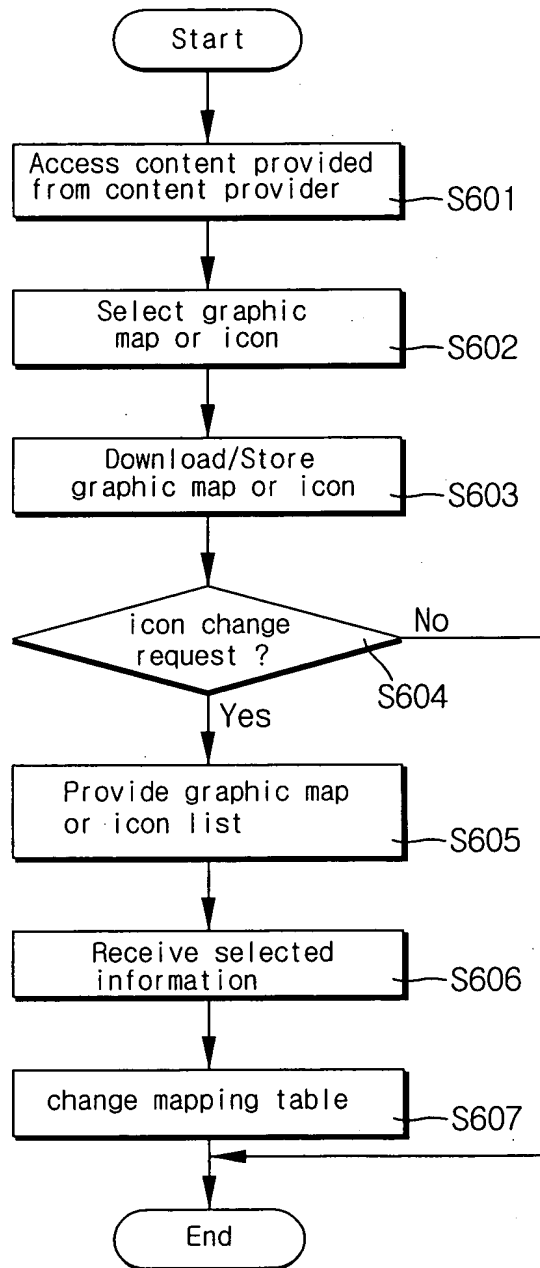 Start
Access content provided
from content provider
S601
Select graphic
map or icon
S602
Download/Store
graphic map or icon
S603
icon change
request ?
No
S604
Yes
Provide graphic map
or icon list
S605
Receive selected
information
S606
change mapping table
S607
End